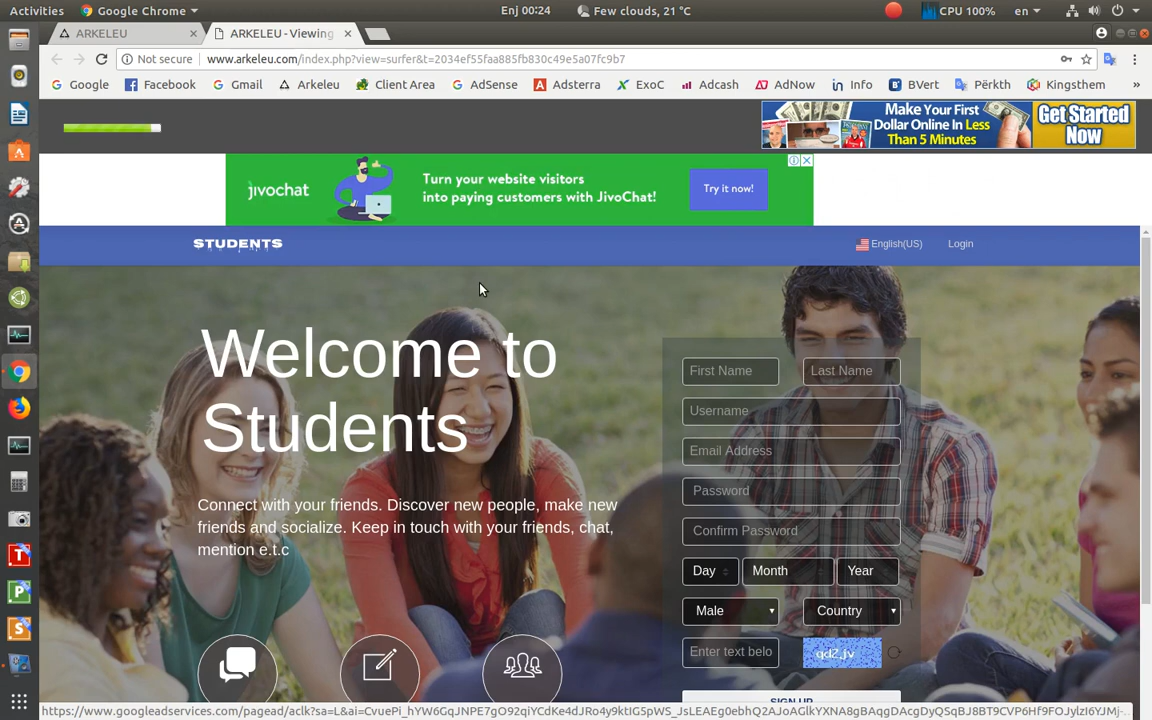 Activities Google Chrome Enj 00:24 Few clouds, 21 °C CPU 100% en
ARKELEU ARKELEU - Viewing
Not secure www.arkeleu.com/index.php?view=surfer&t=2034ef55faa885fb830c49e5a07fc9b7
Google Facebook Gmail Arkeleu Client Area AdSense Adsterra ExoC Adcash AdNow Info BVert Përkth Kingsthem »
Make Your First
Dollar Online In Less
Than 5 Minutes
Get Started
Now
jivochat
Turn your website visitors
into paying customers with JivoChat!
Try it now!
STUDENTS English(US) Login
Welcome to
Students
Connect with your friends. Discover new people, make new
friends and socialize. Keep in touch with your friends, chat,
mention e.t.c
First Name Last Name
Username
Email Address
Password
Confirm Password
Day Month Year
Male Country
Enter text belo
SIGN UP